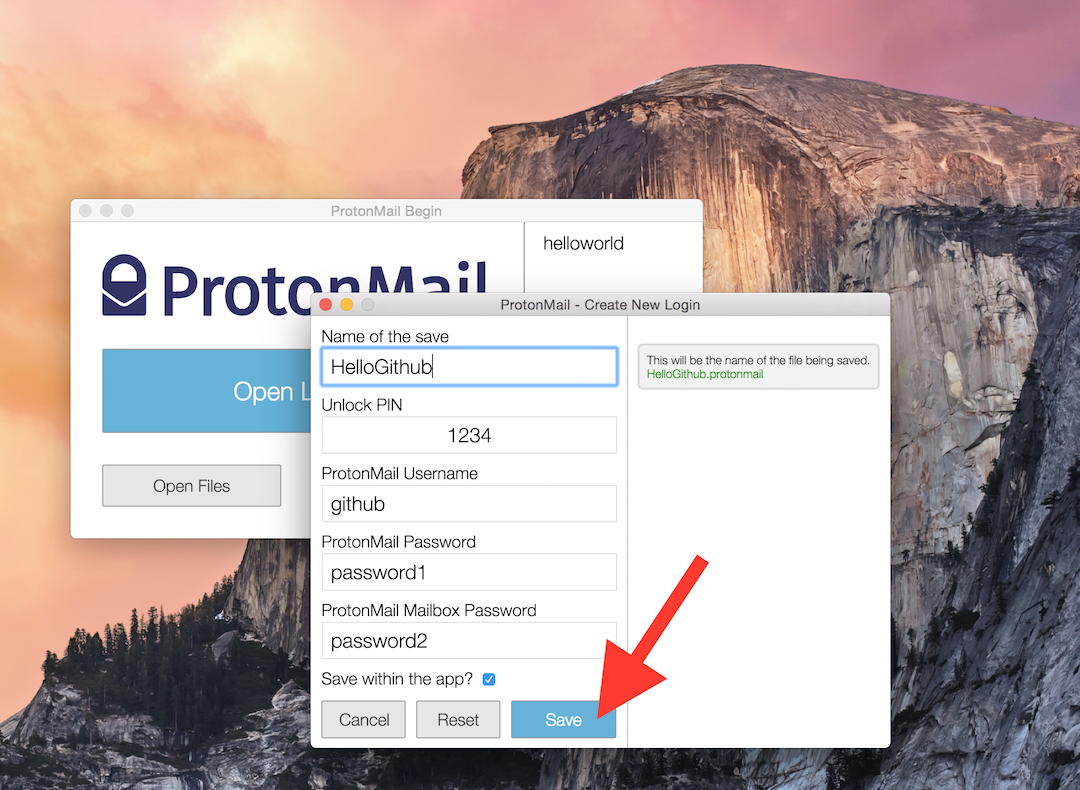 ProtonMail Begin
helloworld
ProtonMail
Open L
Open Files
ProtonMail - Create New Login
Name of the save
HelloGithub
This will be the name of the file being saved.
HelloGithub.protonmail
Unlock PIN
1234
ProtonMail Username
github
ProtonMail Password
password1
ProtonMail Mailbox Password
password2
Save within the app?
Cancel
Reset
Save